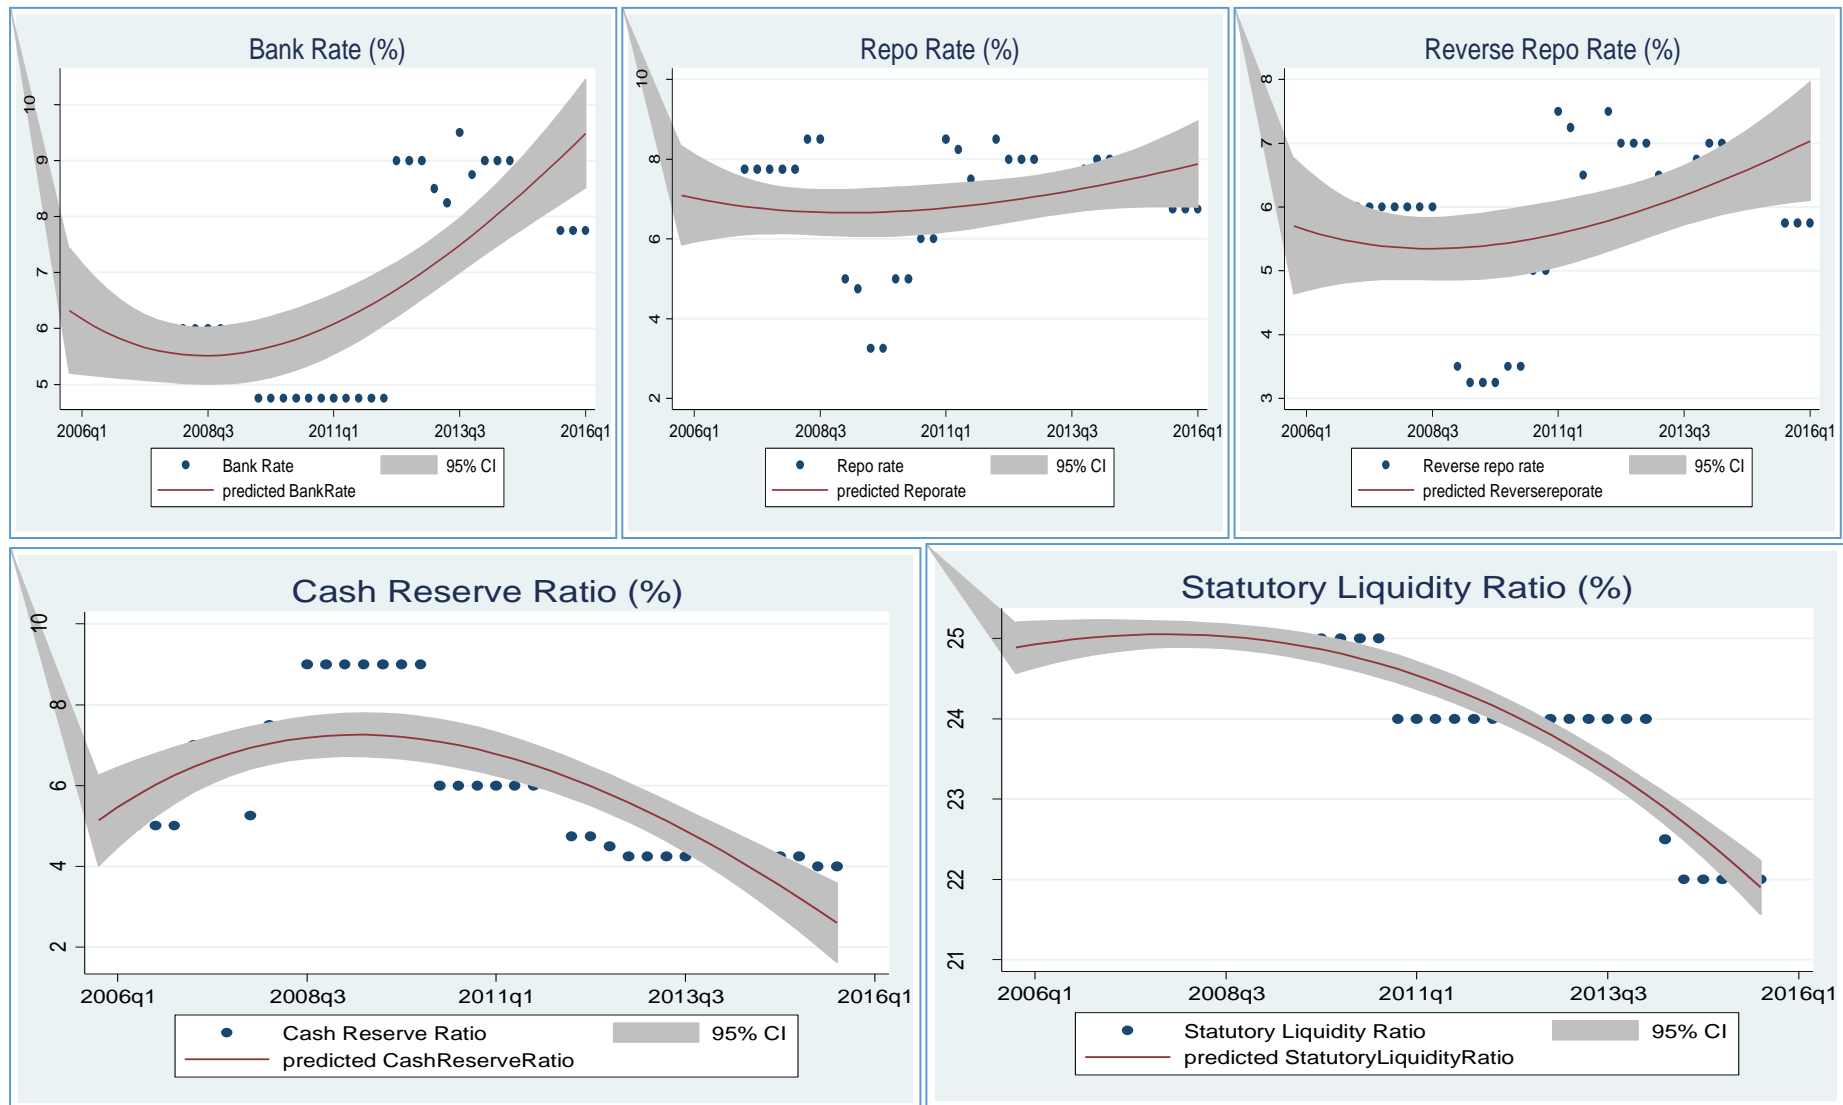 Bank Rate (%)
10
9
8
7
6
5
2006q1 2008q3 2011q1 2013q3 2016q1
Bank Rate 95% CI
predicted BankRate
Repo Rate (%)
10
8
6
4
2
2006q1 2008q3 2011q1 2013q3 2016q1
Repo rate 95% CI
predicted Reporate
Reverse Repo Rate (%)
8
7
6
5
4
3
2006q1 2008q3 2011q1 2013q3 2016q1
Reverse repo rate 95% CI
predicted Reversereporate
Cash Reserve Ratio (%)
10
8
6
4
2
2006q1 2008q3 2011q1 2013q3 2016q1
Cash Reserve Ratio 95% CI
predicted CashReserveRatio
Statutory Liquidity Ratio (%)
25
24
23
22
21
2006q1 2008q3 2011q1 2013q3 2016q1
Statutory Liquidity Ratio 95% CI
predicted StatutoryLiquidityRatio